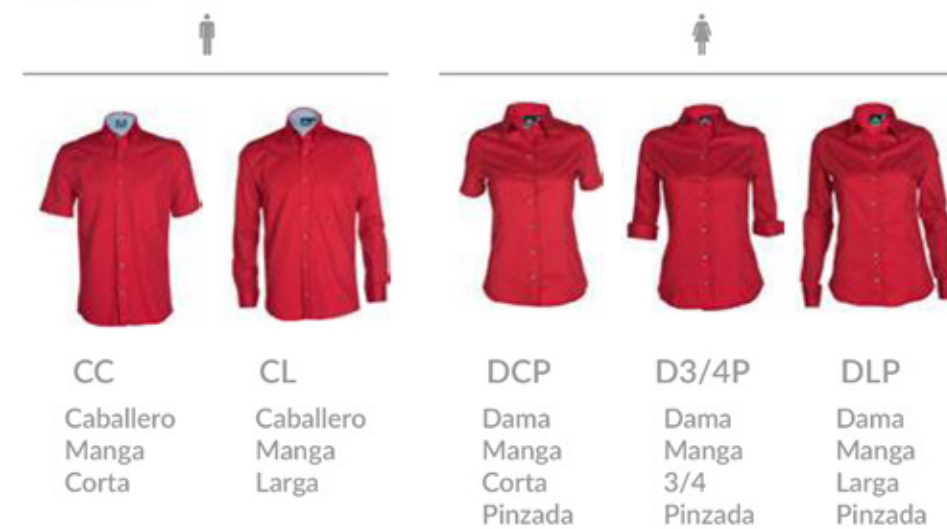 CC
Caballero
Manga
Corta
CL
Caballero
Manga
Larga
DCP
Dama
Manga
Corta
Pinzada
D3/4P
Dama
Manga
3/4
Pinzada
DLP
Dama
Manga
Larga
Pinzada